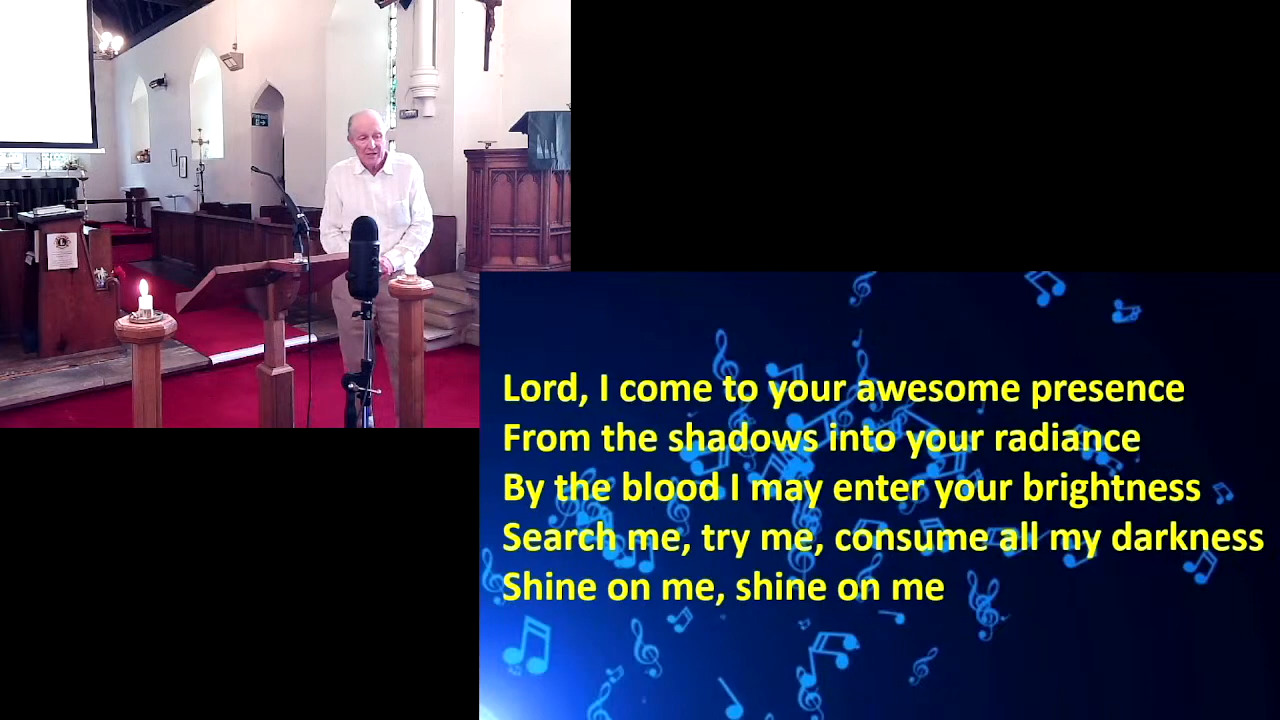 Lord, I come to your awesome presence
From the shadows into your radiance
By the blood I may enter your brightness
Search me, try me, consume all my darkness
Shine on me, shine on me